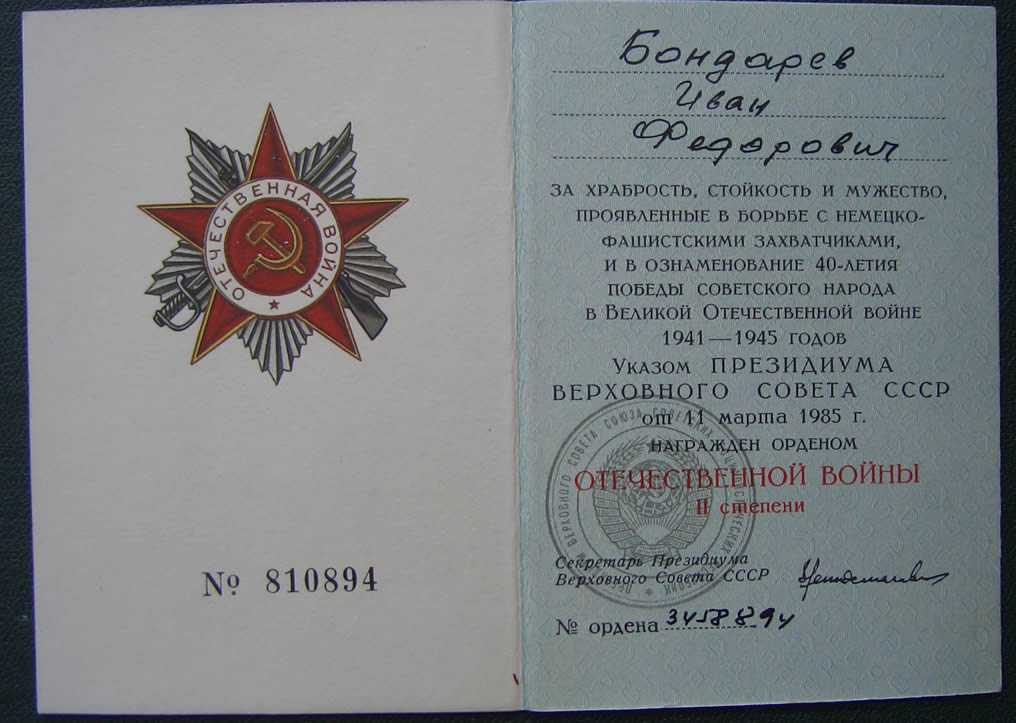 ОТЕЧЕСТВЕННАЯ ВОЙНА
№ 810894
Бондарев
Иван
Федорович
ЗА ХРАБРОСТЬ, СТОЙКОСТЬ И МУЖЕСТВО,
ПРОЯВЛЕННЫЕ В БОРЬБЕ С НЕМЕЦКО-
ФАШИСТСКИМИ ЗАХВАТЧИКАМИ,
И В ОЗНАМЕНОВАНИЕ 40-ЛЕТИЯ
ПОБЕДЫ СОВЕТСКОГО НАРОДА
В ВЕЛИКОЙ ОТЕЧЕСТВЕННОЙ ВОЙНЕ
1941—1945 ГОДОВ
УКАЗОМ ПРЕЗИДИУМА
ВЕРХОВНОГО СОВЕТА СССР
от 11 марта 1985 г.
НАГРАЖДЕН ОРДЕНОМ
ОТЕЧЕСТВЕННОЙ ВОЙНЫ
II степени
Секретарь Президиума
Верховного Совета СССР
№ ордена 3458894